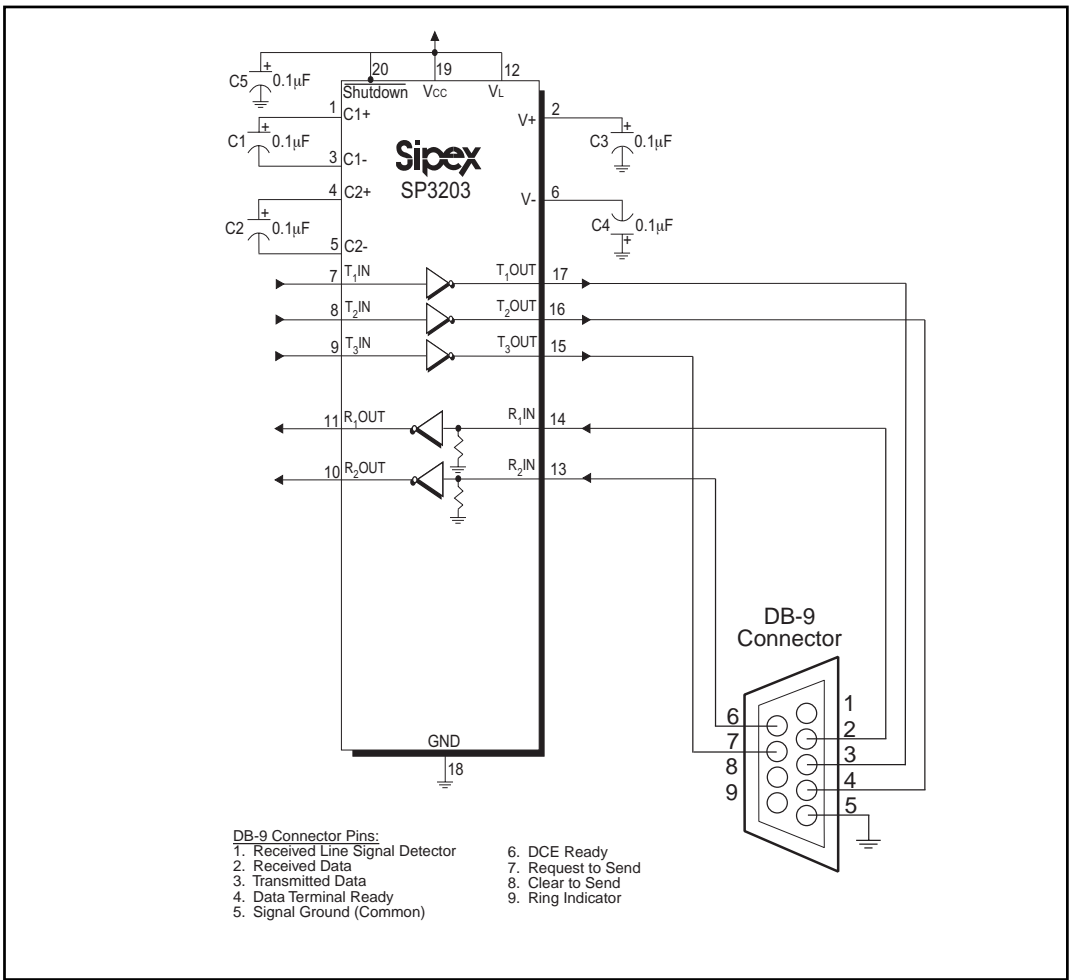 20
19
12
C5
+
0.1µF
Shutdown
VCC
VL
1
C1+
V+
2
+
C1
0.1µF
C3
0.1µF
3
C1-
Sipex
SP3203
4
C2+
V-
6
+
C2
0.1µF
C4
0.1µF
+
5
C2-
7
T1IN
T1OUT
17
8
T2IN
T2OUT
16
9
T3IN
T3OUT
15
11
R1OUT
R1IN
14
10
R2OUT
R2IN
13
GND
18
DB-9
Connector
1
6
2
7
3
8
4
9
5
DB-9 Connector Pins:
1. Received Line Signal Detector
2. Received Data
3. Transmitted Data
4. Data Terminal Ready
5. Signal Ground (Common)
6. DCE Ready
7. Request to Send
8. Clear to Send
9. Ring Indicator